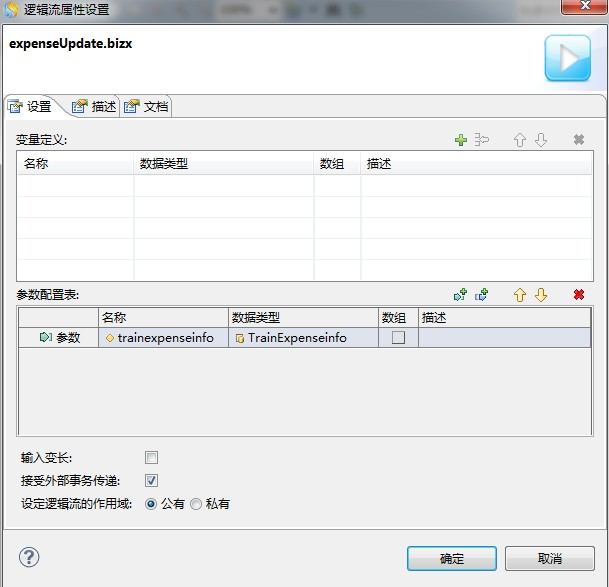 逻辑流属性设置
expenseUpdate.bizx
设置 描述 文档
变量定义:
名称 数据类型 数组 描述
参数配置表:
名称 数据类型 数组 描述
参数 trainexpenseinfo TrainExpenseinfo
输入变长:
接受外部事务传递:
设定逻辑流的作用域: 公有 私有
确定 取消